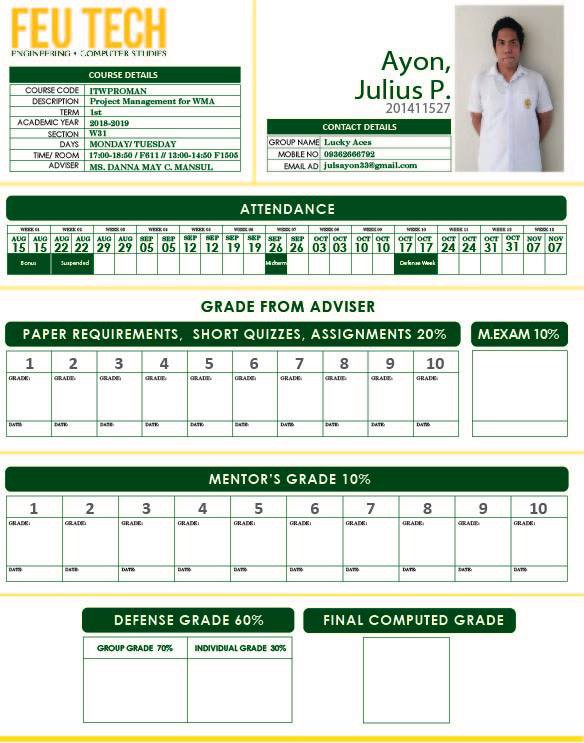 FEU TECH
ENGINEERING • COMPUTER STUDIES
COURSE DETAILS
COURSE CODE ITWPROMAN
DESCRIPTION Project Management for WMA
TERM 1st
ACADEMIC YEAR 2018-2019
SECTION W31
DAYS MONDAY/ TUESDAY
TIME/ ROOM 17:00-18:50 / F611 // 13:00-14:50 F1505
ADVISER MS. DANNA MAY C. MANSUL
Ayon,
Julius P.
201411527
CONTACT DETAILS
GROUP NAME Lucky Aces
MOBILE NO 09362666792
EMAIL AD julsayon33@gmail.com
ATTENDANCE
WEEK 01 WEEK 02 WEEK 03 WEEK 04 WEEK 05 WEEK 06 WEEK 07 WEEK 08 WEEK 09 WEEK 10 WEEK 11 WEEK 12 WEEK 13
AUG AUG AUG AUG AUG AUG SEP SEP SEP SEP SEP SEP SEP SEP OCT OCT OCT OCT OCT OCT OCT OCT OCT OCT NOV NOV
15 15 22 22 29 29 05 05 12 12 19 19 26 26 03 03 10 10 17 17 24 24 31 31 07 07
Bonus Suspended Midterm Defense Week
GRADE FROM ADVISER
PAPER REQUIREMENTS, SHORT QUIZZES, ASSIGNMENTS 20% M.EXAM 10%
1 2 3 4 5 6 7 8 9 10
GRADE: GRADE: GRADE: GRADE: GRADE: GRADE: GRADE: GRADE: GRADE: GRADE:
DATE: DATE: DATE: DATE: DATE: DATE: DATE: DATE: DATE: DATE:
MENTOR'S GRADE 10%
1 2 3 4 5 6 7 8 9 10
GRADE: GRADE: GRADE: GRADE: GRADE: GRADE: GRADE: GRADE: GRADE: GRADE:
DATE: DATE: DATE: DATE: DATE: DATE: DATE: DATE: DATE: DATE:
DEFENSE GRADE 60% FINAL COMPUTED GRADE
GROUP GRADE 70% INDIVIDUAL GRADE 30%